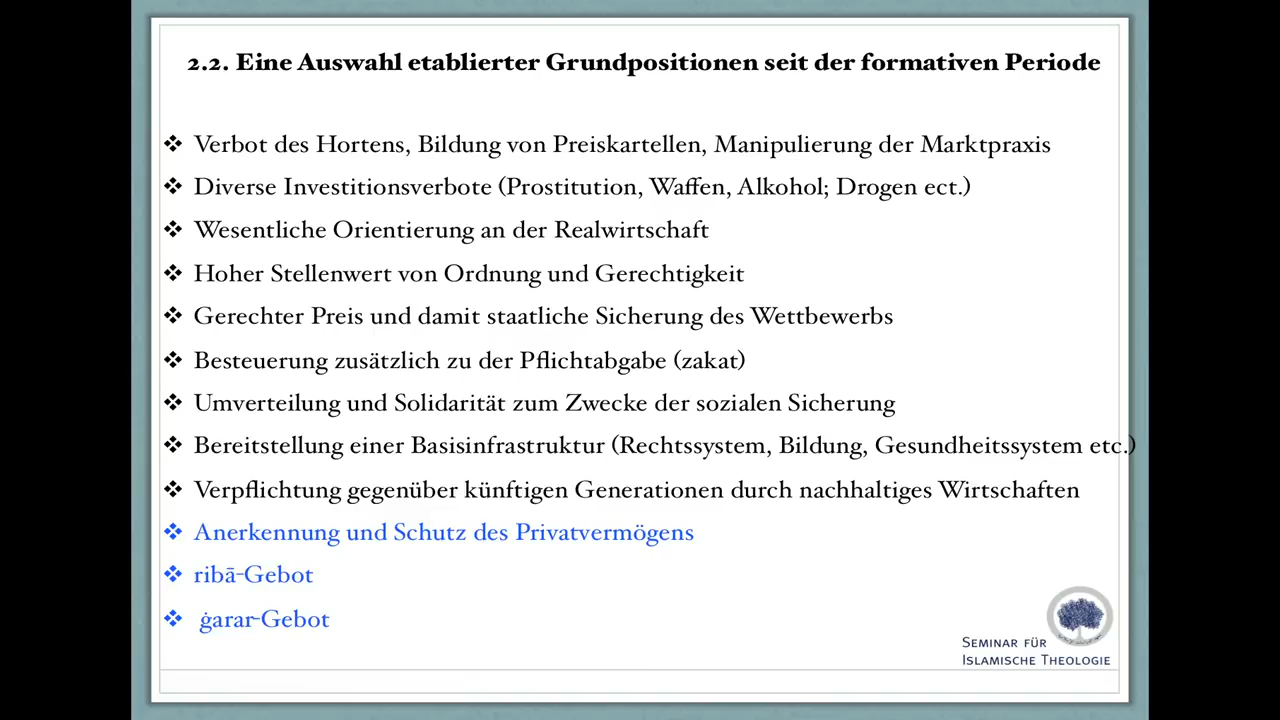 2.2. Eine Auswahl etablierter Grundpositionen seit der formativen Periode
❖ Verbot des Hortens, Bildung von Preiskartellen, Manipulierung der Marktpraxis
❖ Diverse Investitionsverbote (Prostitution, Waffen, Alkohol; Drogen ect.)
❖ Wesentliche Orientierung an der Realwirtschaft
❖ Hoher Stellenwert von Ordnung und Gerechtigkeit
❖ Gerechter Preis und damit staatliche Sicherung des Wettbewerbs
❖ Besteuerung zusätzlich zu der Pflichtabgabe (zakat)
❖ Umverteilung und Solidarität zum Zwecke der sozialen Sicherung
❖ Bereitstellung einer Basisinfrastruktur (Rechtssystem, Bildung, Gesundheitssystem etc.)
❖ Verpflichtung gegenüber künftigen Generationen durch nachhaltiges Wirtschaften
❖ Anerkennung und Schutz des Privatvermögens
❖ ribā-Gebot
❖ ġarar-Gebot
Seminar für
Islamische Theologie